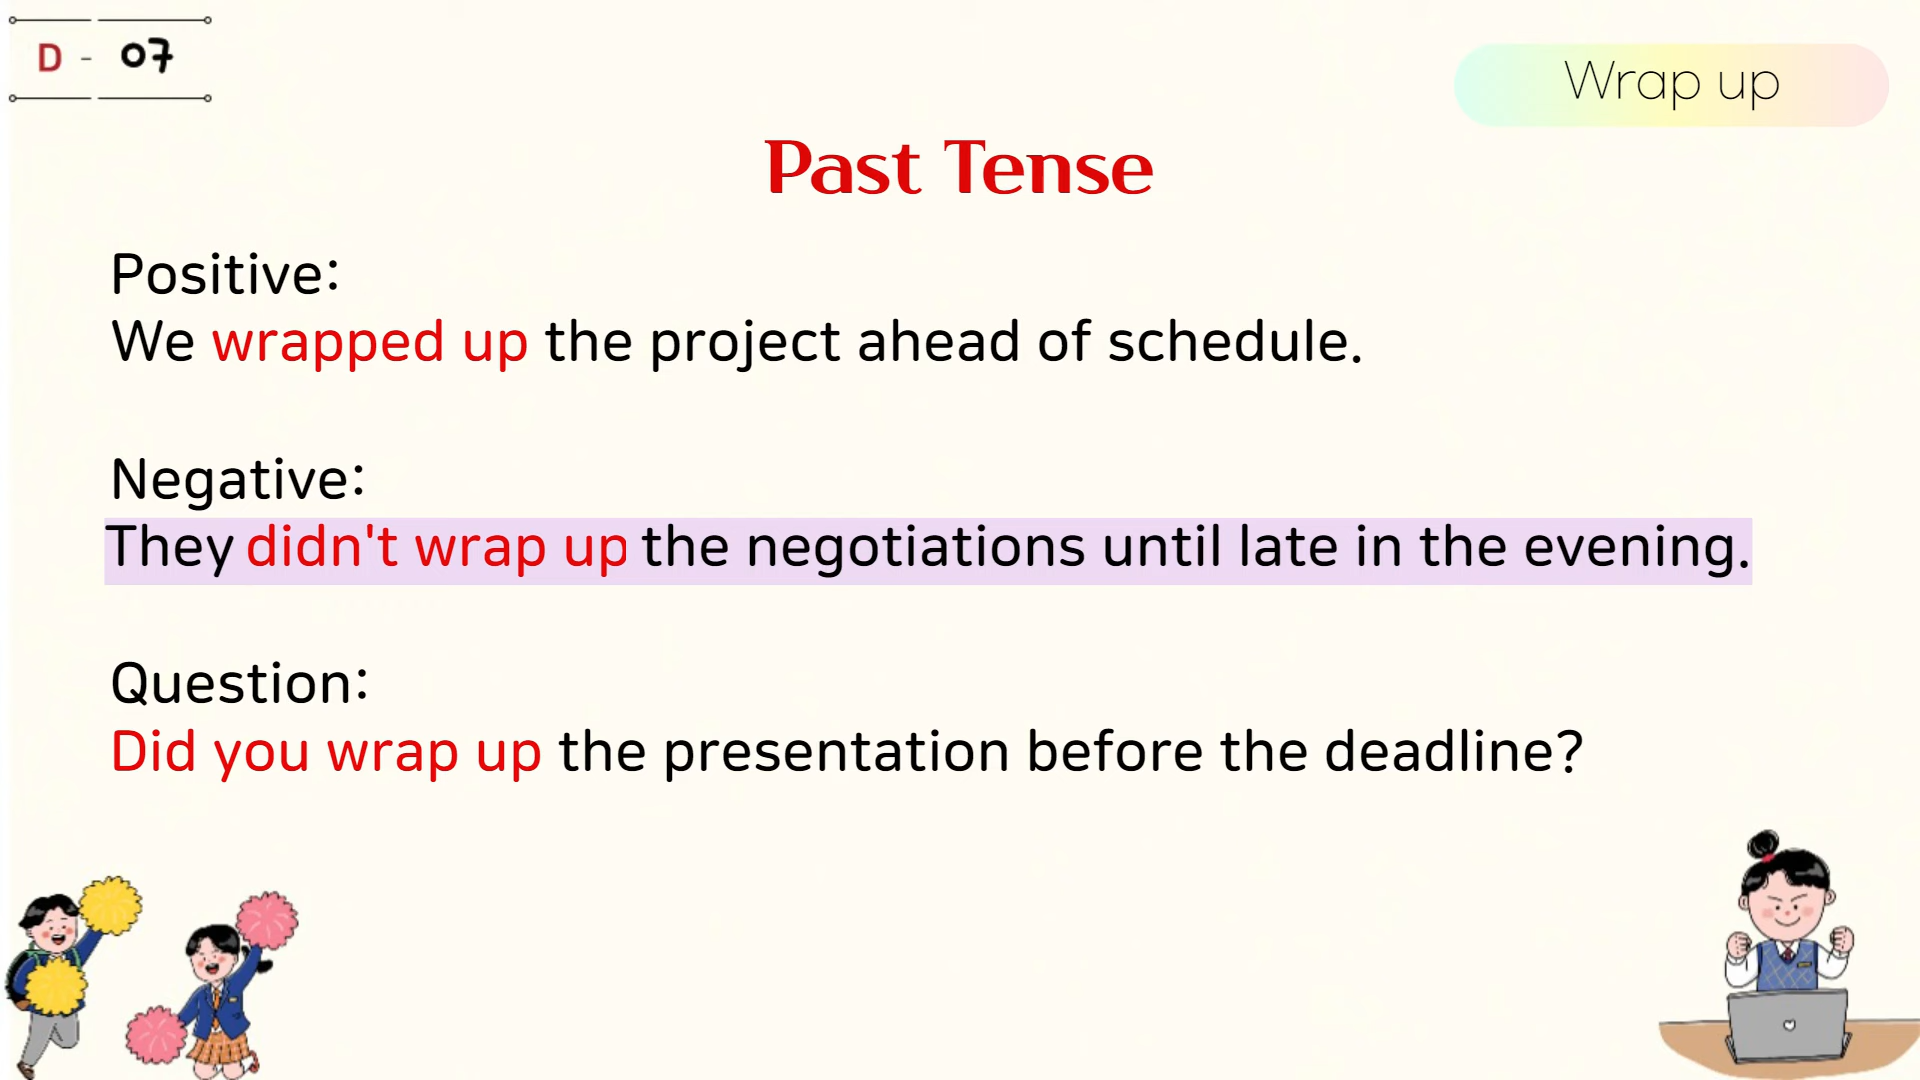 D - 07
Wrap up
Past Tense
Positive:
We wrapped up the project ahead of schedule.
Negative:
They didn't wrap up the negotiations until late in the evening.
Question:
Did you wrap up the presentation before the deadline?